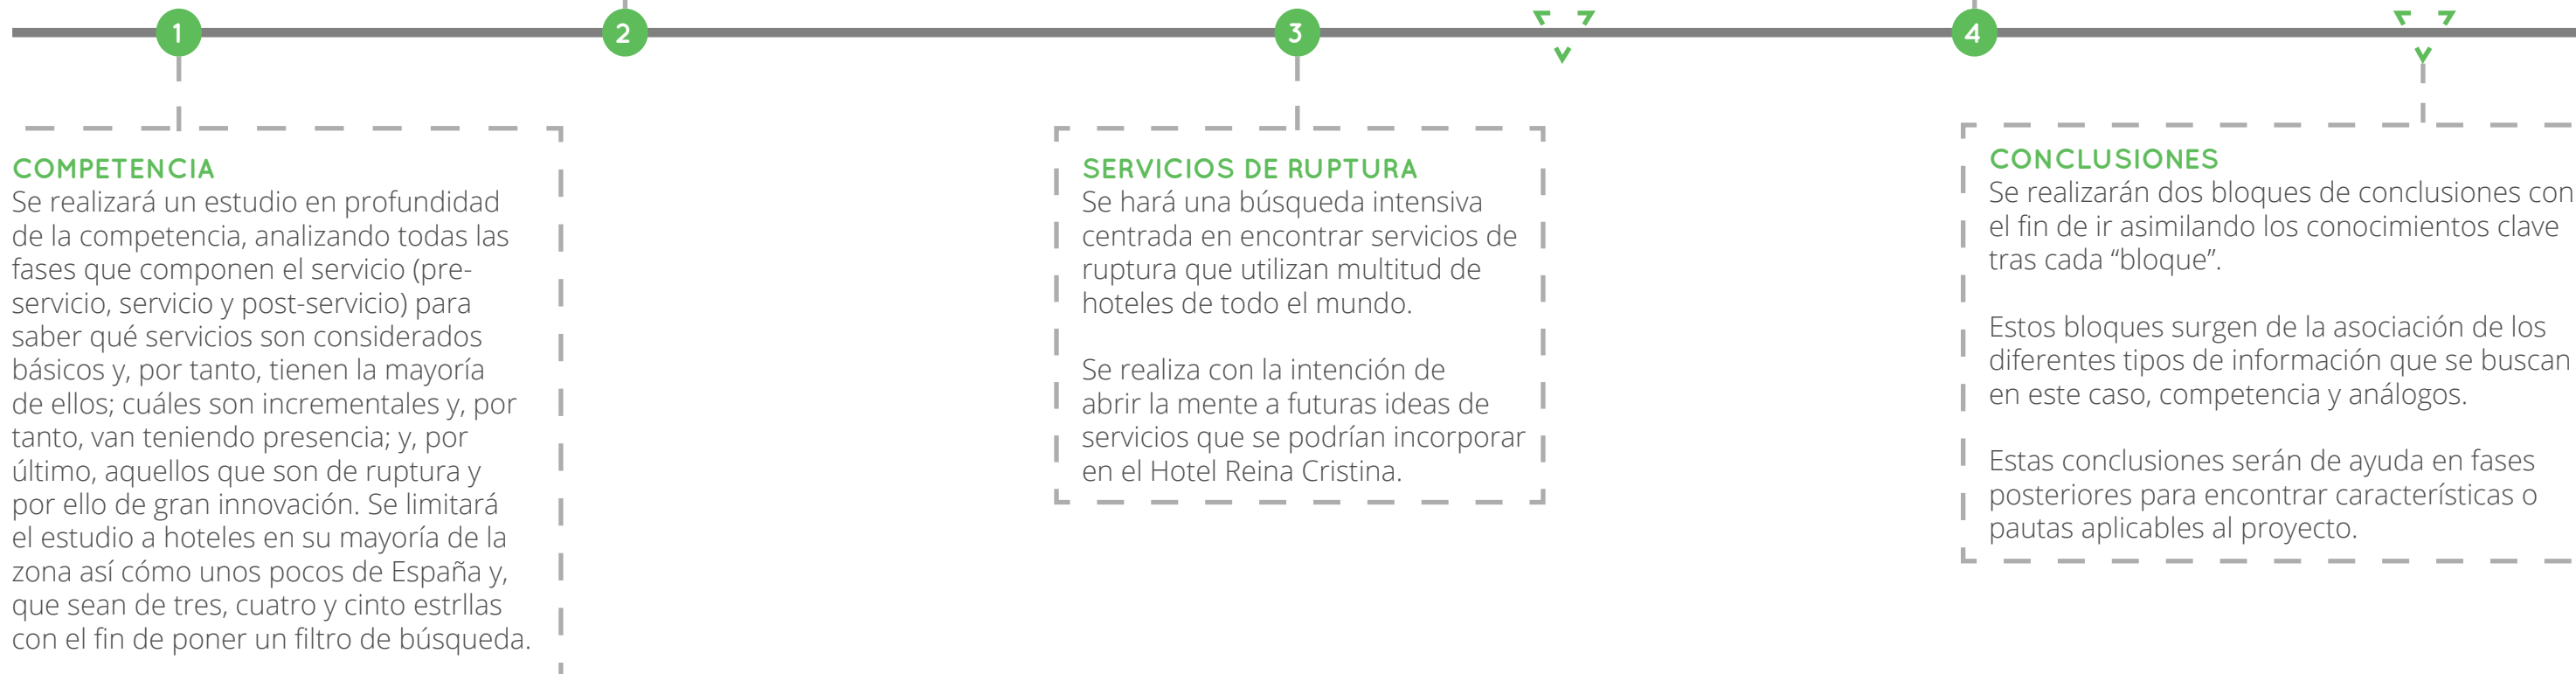 1
2
3
4
COMPETENCIA
Se realizará un estudio en profundidad
de la competencia, analizando todas las
fases que componen el servicio (pre-
servicio, servicio y post-servicio) para
saber qué servicios son considerados
básicos y, por tanto, tienen la mayoría
de ellos; cuáles son incrementales y, por
tanto, van teniendo presencia; y, por
último, aquellos que son de ruptura y
por ello de gran innovación. Se limitará
el estudio a hoteles en su mayoría de la
zona así cómo unos pocos de España y,
que sean de tres, cuatro y cinto estrllas
con el fin de poner un filtro de búsqueda.
SERVICIOS DE RUPTURA
Se hará una búsqueda intensiva
centrada en encontrar servicios de
ruptura que utilizan multitud de
hoteles de todo el mundo.
Se realiza con la intención de
abrir la mente a futuras ideas de
servicios que se podrían incorporar
en el Hotel Reina Cristina.
CONCLUSIONES
Se realizarán dos bloques de conclusiones con
el fin de ir asimilando los conocimientos clave
tras cada “bloque”.
Estos bloques surgen de la asociación de los
diferentes tipos de información que se buscan
en este caso, competencia y análogos.
Estas conclusiones serán de ayuda en fases
posteriores para encontrar características o
pautas aplicables al proyecto.